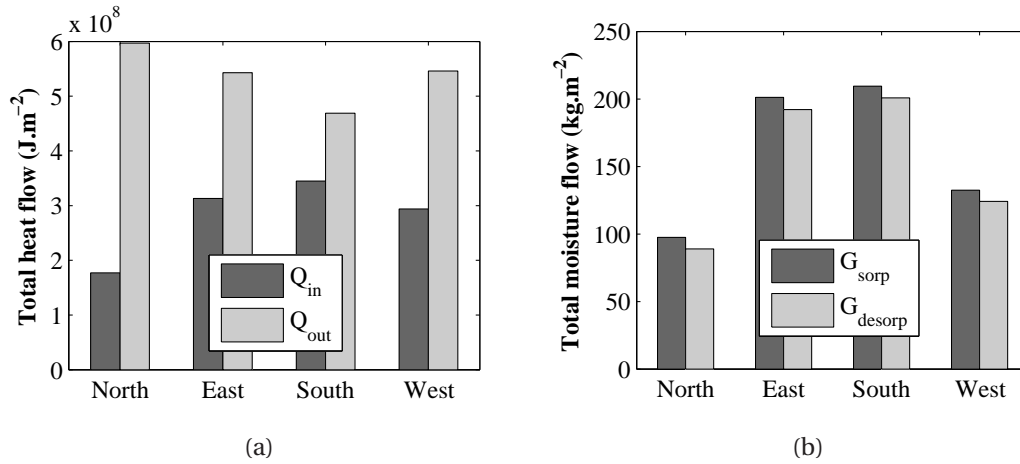 x 10^8
Total heat flow (J.m^−2)
6
5
4
3
2
1
0
North East South West
Q_in
Q_out
(a)
Total moisture flow (kg.m^−2)
250
200
150
100
50
0
North East South West
G_sorp
G_desorp
(b)